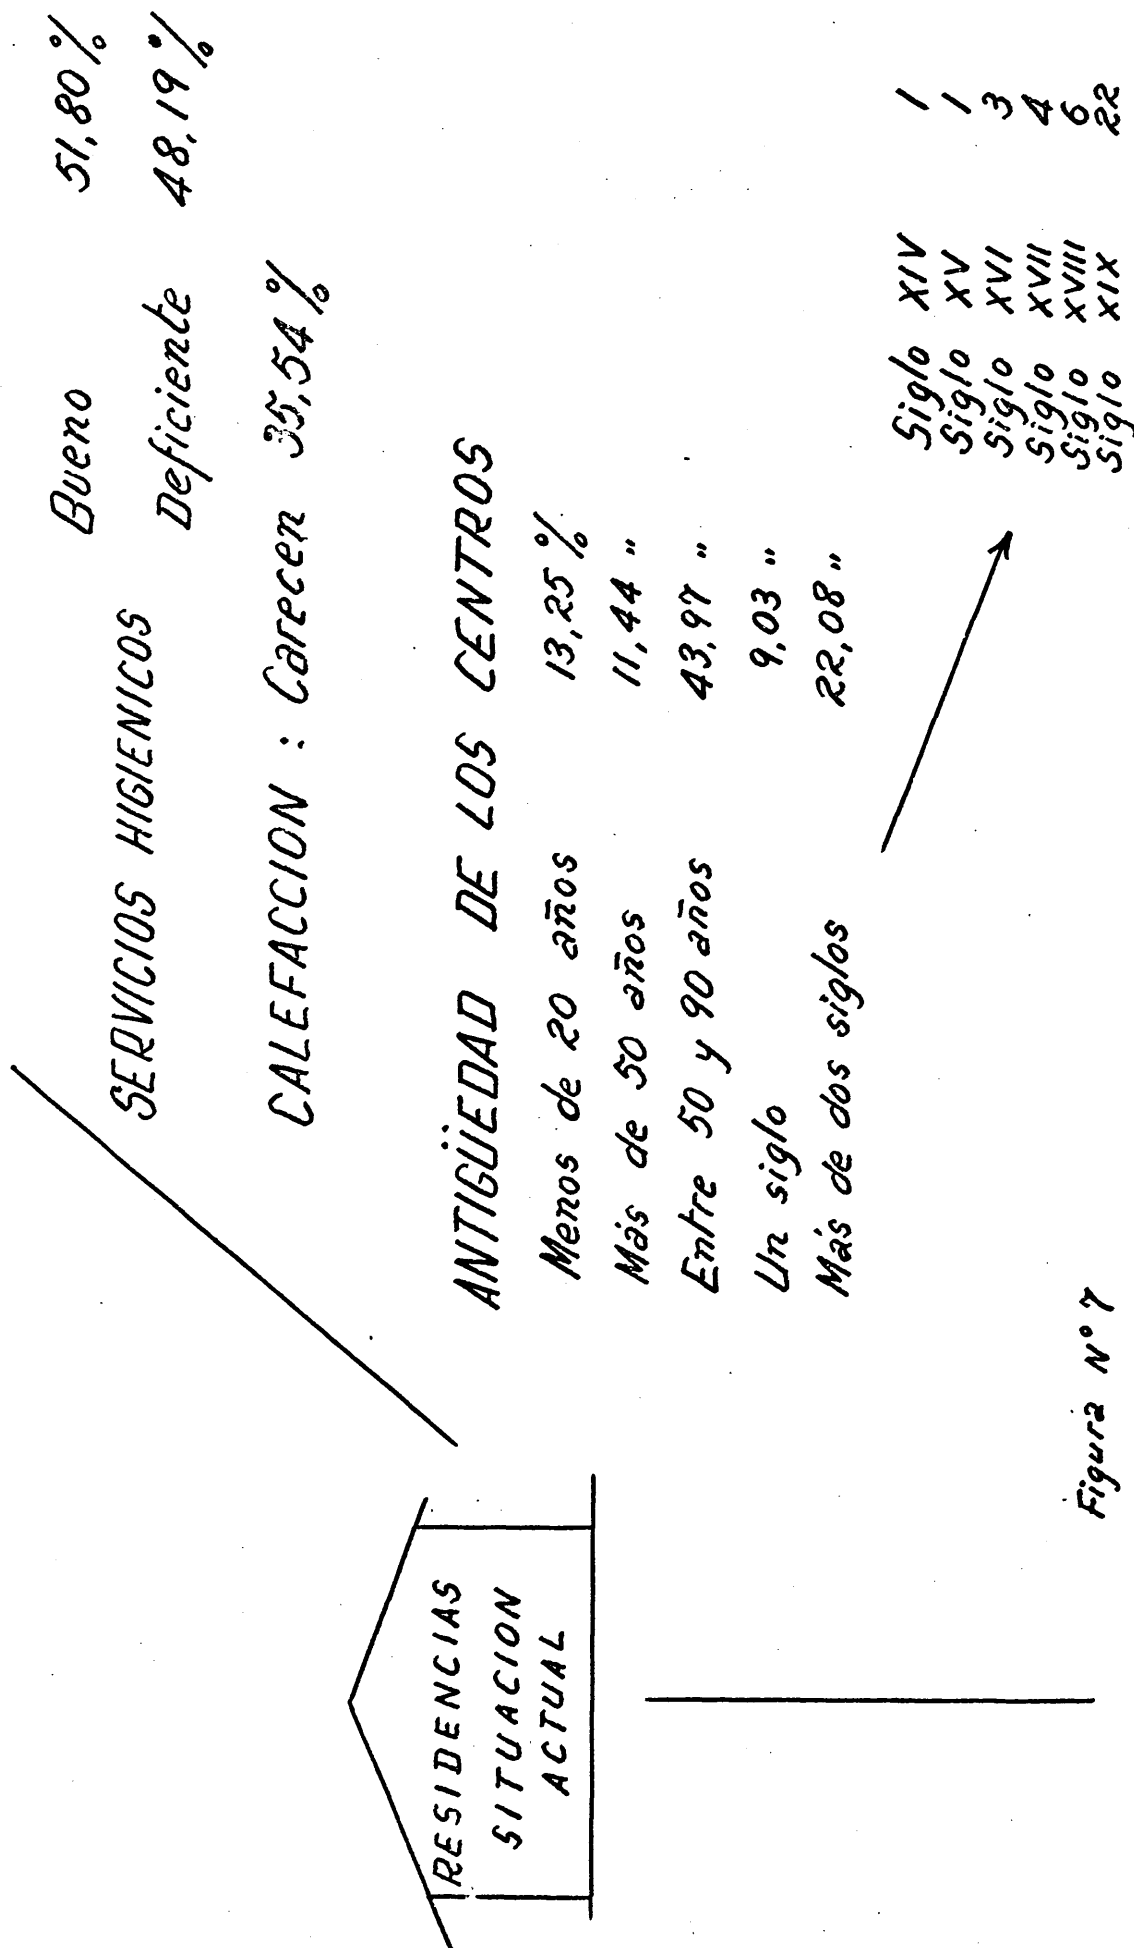 SERVICIOS HIGIENICOS
Bueno 51,80%
Deficiente 48,19%
CALEFACCION : Carecen 35,54%
RESIDENCIAS
SITUACION
ACTUAL
ANTIGÜEDAD DE LOS CENTROS
Menos de 20 años 13,25%
Más de 50 años 11,44 "
Entre 50 y 90 años 43,97 "
Un siglo 9,03 "
Más de dos siglos 22,08 "
Siglo XIV 1
Siglo XV 1
Siglo XVI 3
Siglo XVII 4
Siglo XVIII 6
Siglo XIX 22
Figura Nº 7